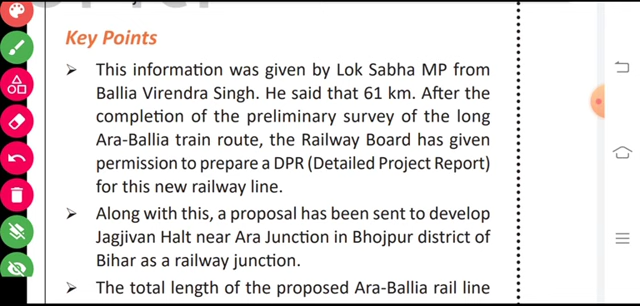 Key Points
➤ This information was given by Lok Sabha MP from
Ballia Virendra Singh. He said that 61 km. After the
completion of the preliminary survey of the long
Ara-Ballia train route, the Railway Board has given
permission to prepare a DPR (Detailed Project Report)
for this new railway line.
➤ Along with this, a proposal has been sent to develop
Jagjivan Halt near Ara Junction in Bhojpur district of
Bihar as a railway junction.
➤ The total length of the proposed Ara-Ballia rail line